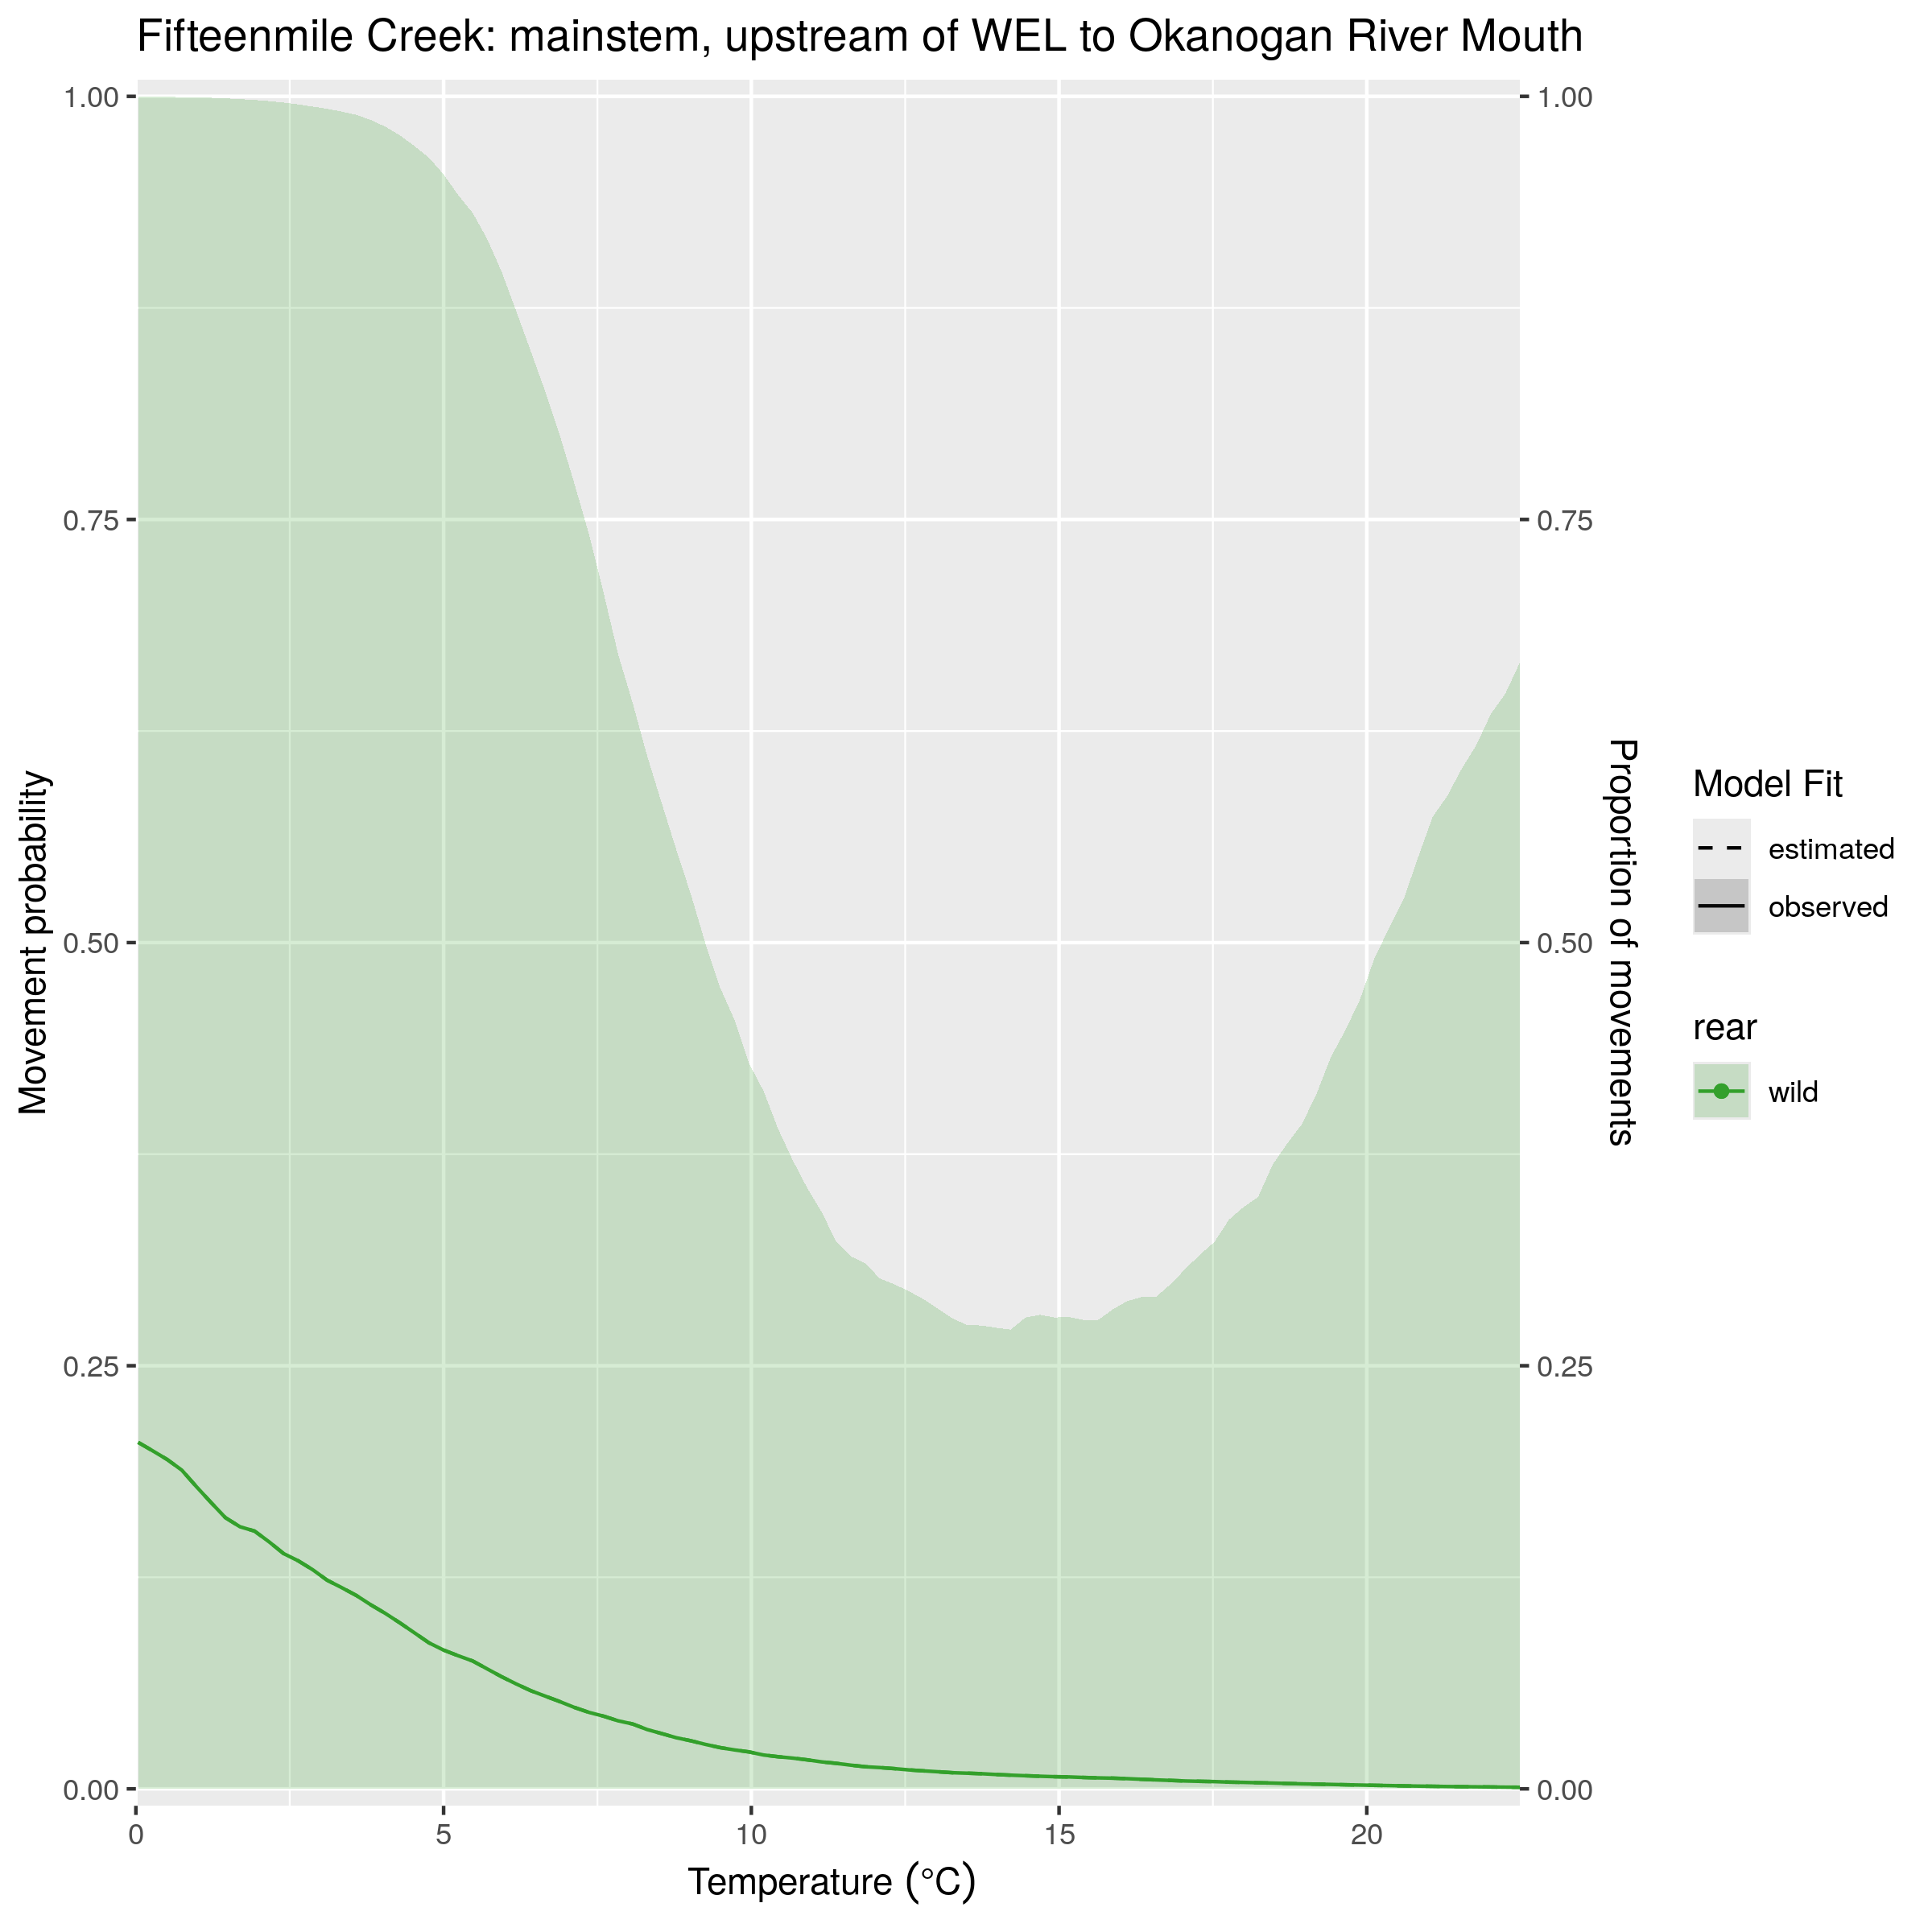 Fifteenmile Creek: mainstem, upstream of WEL to Okanogan River Mouth
Movement probability
1.00
0.75
0.50
0.25
0.00
0
5
10
15
20
Temperature (°C)
1.00
0.75
0.50
0.25
0.00
Proportion of movements
Model Fit
estimated
observed
rear
wild